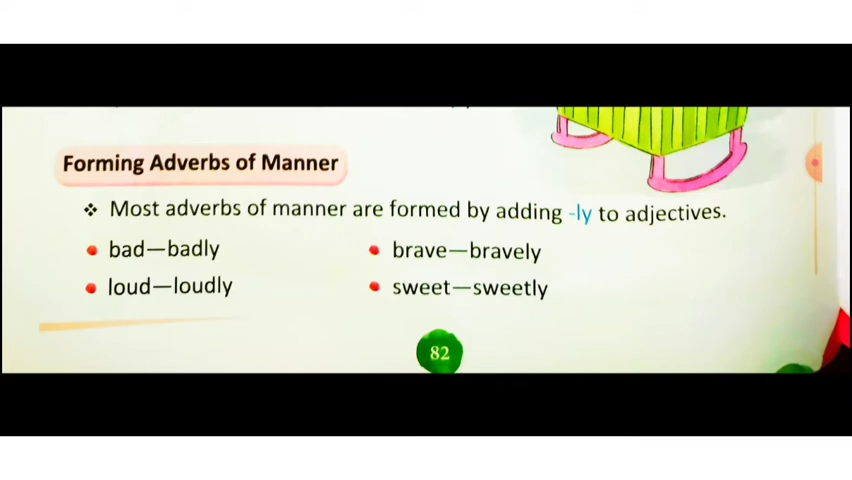 Forming Adverbs of Manner
❖ Most adverbs of manner are formed by adding -ly to adjectives.
• bad—badly • brave—bravely
• loud—loudly • sweet—sweetly
82